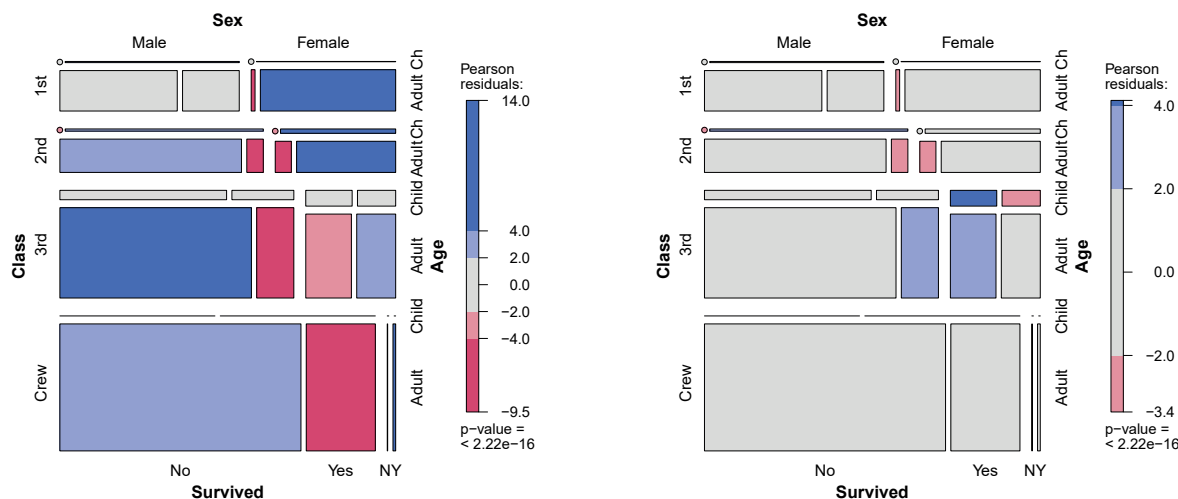 Sex
Male Female
Pearson
residuals:
14.0
4.0
2.0
0.0
−2.0
−4.0
−9.5
p−value =
< 2.22e−16
Class
1st
2nd
3rd
Crew
Age
Adult Ch
Adult Ch
Adult Child
Adult Child
No Yes NY
Survived
Sex
Male Female
Pearson
residuals:
4.0
2.0
0.0
−2.0
−3.4
p−value =
< 2.22e−16
Class
1st
2nd
3rd
Crew
Age
Adult Ch
Adult Ch
Adult Child
Adult Child
No Yes NY
Survived